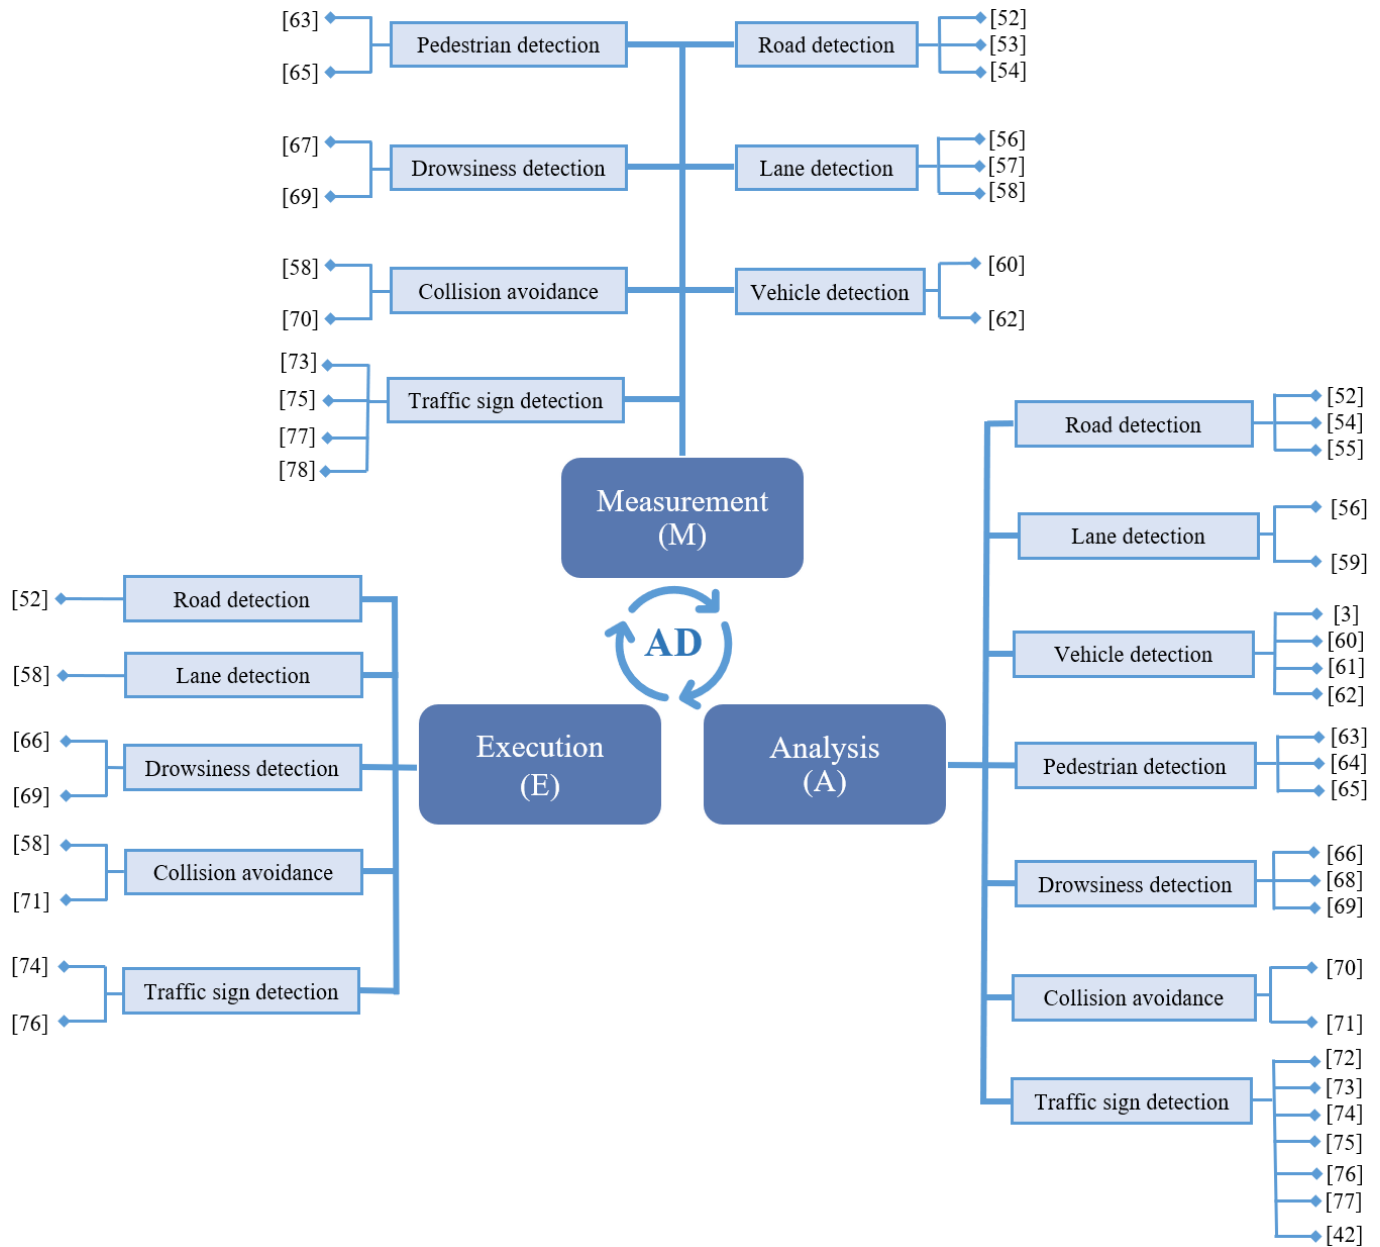 [63]
[65]
Pedestrian detection
Road detection
[52]
[53]
[54]
[67]
[69]
Drowsiness detection
Lane detection
[56]
[57]
[58]
[58]
[70]
Collision avoidance
Vehicle detection
[60]
[62]
[73]
[75]
[77]
[78]
Traffic sign detection
Measurement
(M)
AD
Execution
(E)
Analysis
(A)
[52]
Road detection
[58]
Lane detection
[66]
[69]
Drowsiness detection
[58]
[71]
Collision avoidance
[74]
[76]
Traffic sign detection
Road detection
[52]
[54]
[55]
Lane detection
[56]
[59]
Vehicle detection
[3]
[60]
[61]
[62]
Pedestrian detection
[63]
[64]
[65]
Drowsiness detection
[66]
[68]
[69]
Collision avoidance
[70]
[71]
Traffic sign detection
[72]
[73]
[74]
[75]
[76]
[77]
[42]